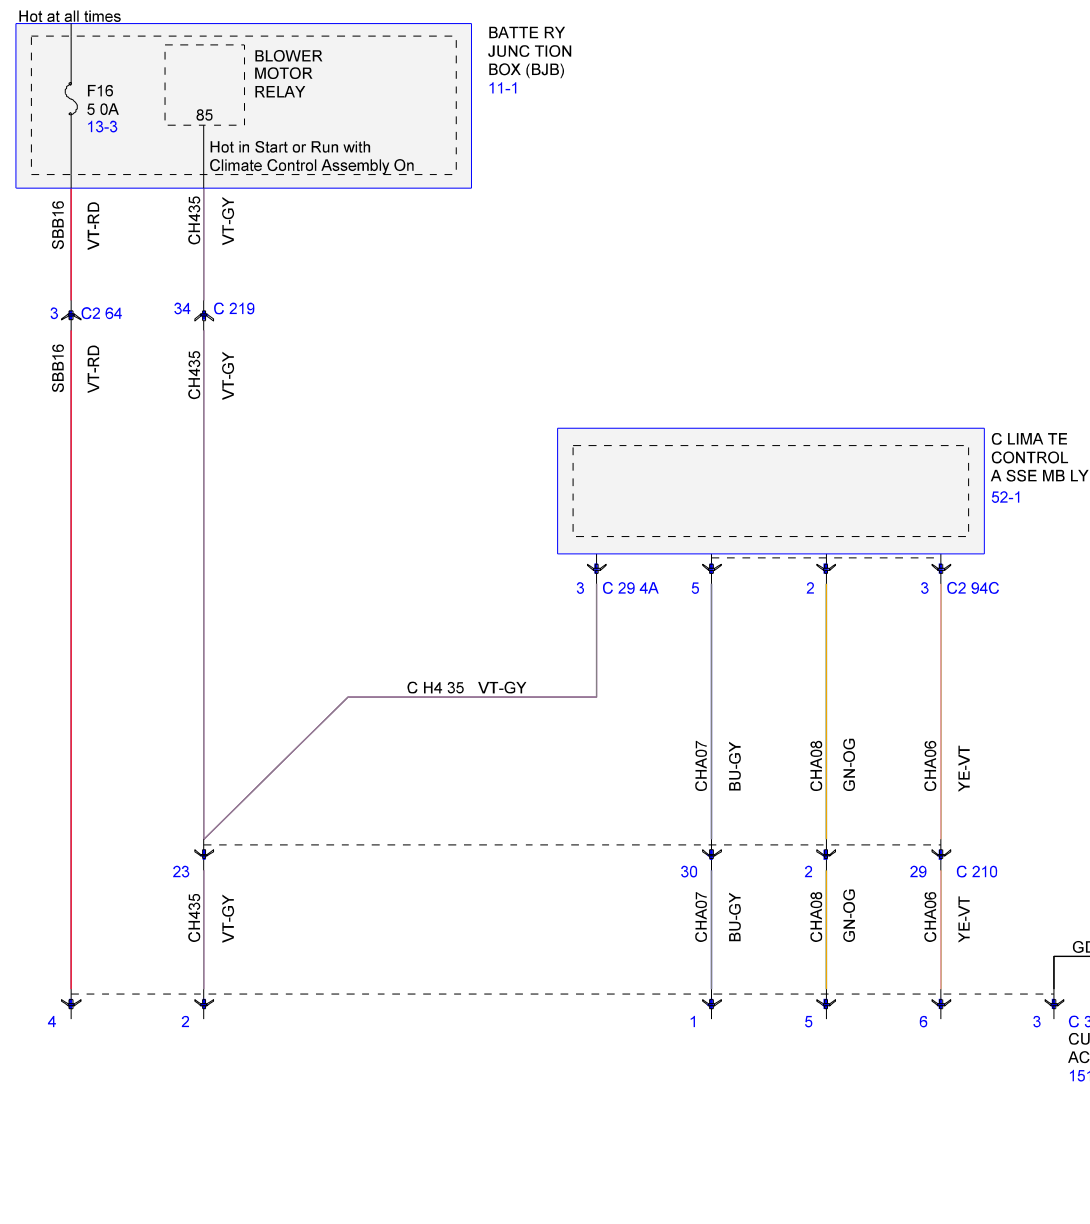 Hot at all times
BATTE RY
JUNC TION
BOX (BJB)
11-1
BLOWER
MOTOR
RELAY
F16
5 0A
13-3
85
Hot in Start or Run with
Climate Control Assembly On
SBB16
VT-RD
CH435
VT-GY
3
C2 64
34
C 219
SBB16
VT-RD
CH435
VT-GY
C LIMA TE
CONTROL
A SSE MB LY
52-1
3
C 29 4A
5
2
3
C2 94C
C H4 35 VT-GY
CHA07
BU-GY
CHA08
GN-OG
CHA06
YE-VT
23
30
2
29
C 210
CH435
VT-GY
CHA07
BU-GY
CHA08
GN-OG
CHA06
YE-VT
GD
4
2
1
5
6
3
C 3
CU
AC
151